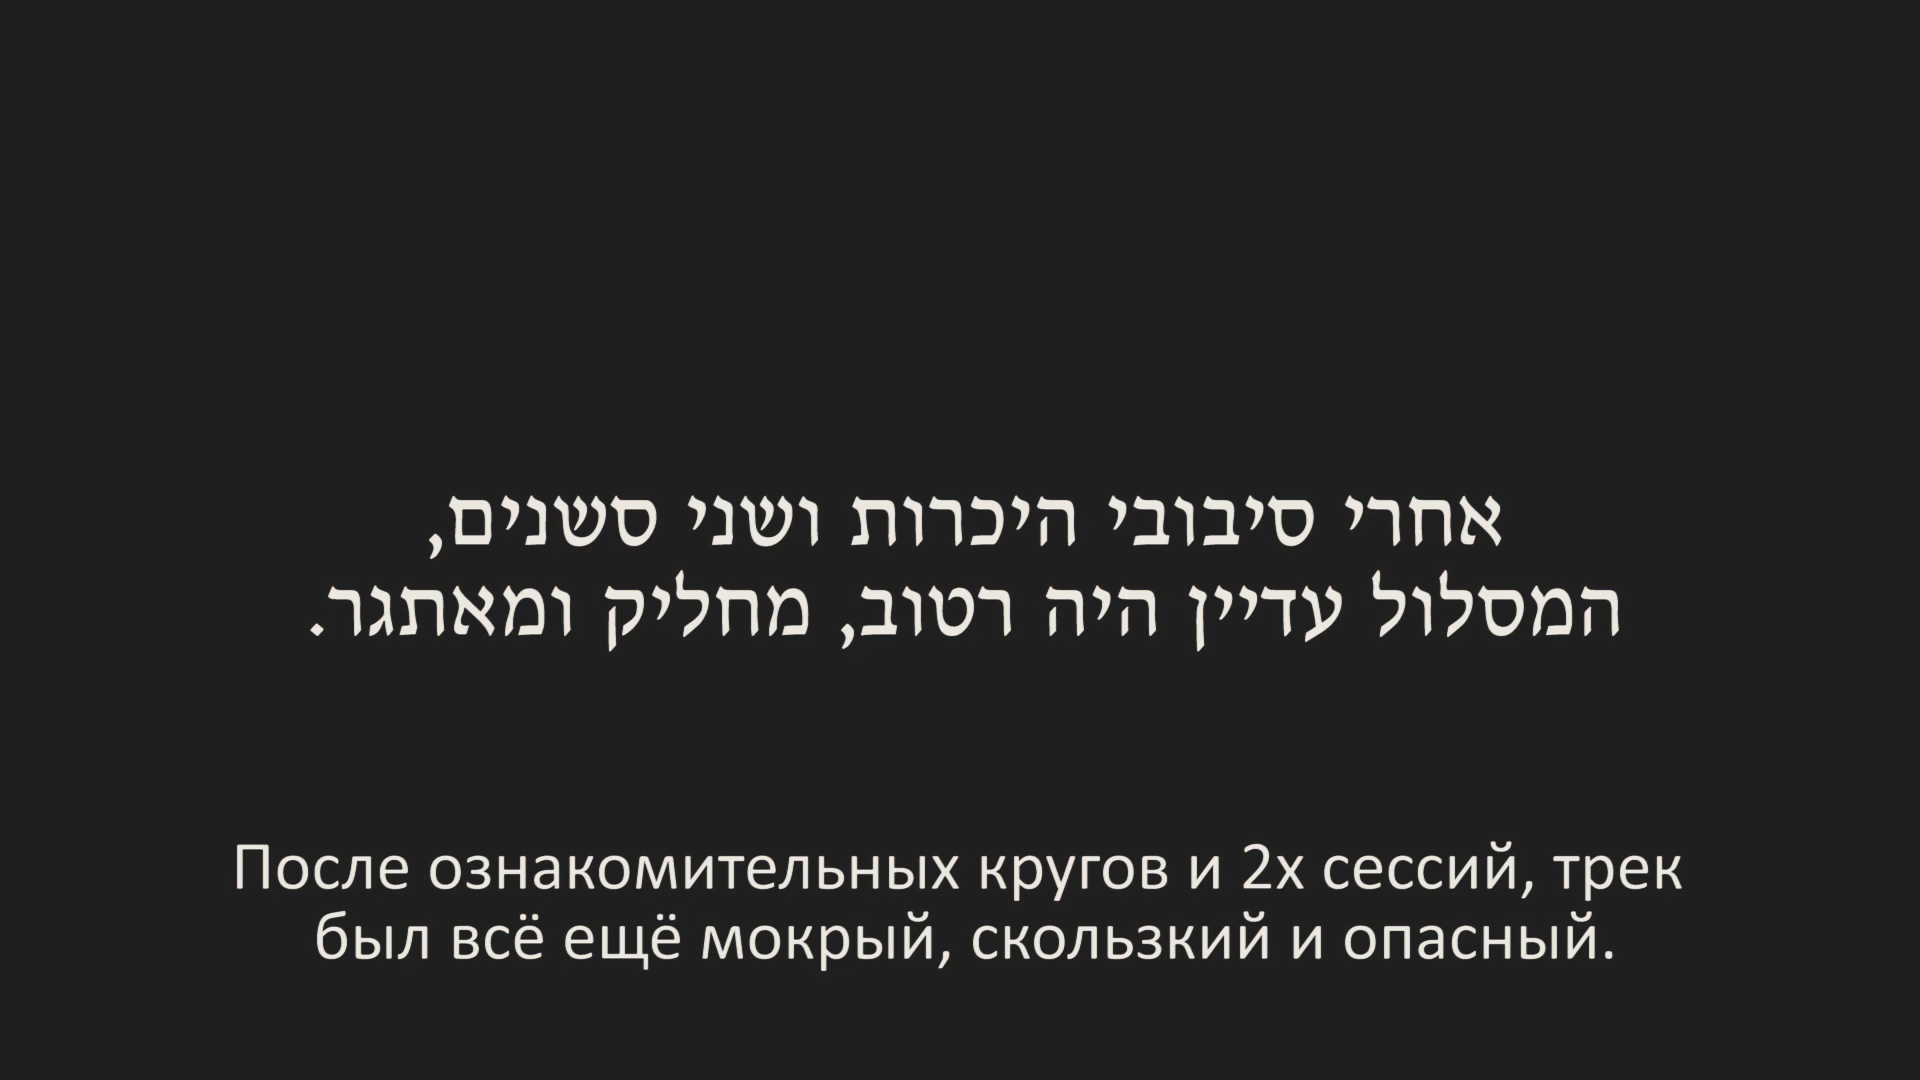 אחרי סיבובי היכרות ושני סשנים,
המסלול עדיין היה רטוב, מחליק ומאתגר.
После ознакомительных кругов и 2х сессий, трек
был всё ещё мокрый, скользкий и опасный.